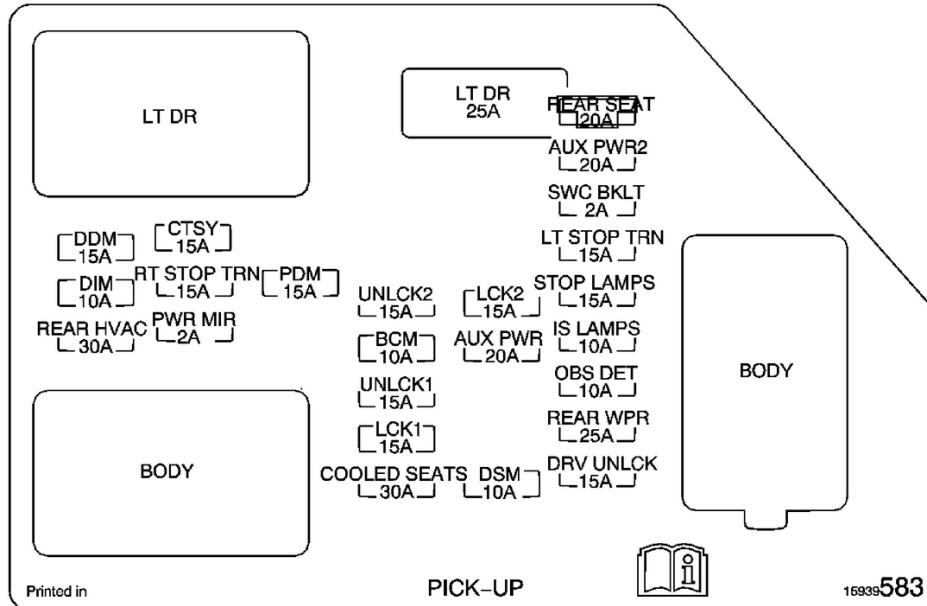 LT DR
LT DR
25A
REAR SEAT
20A
AUX PWR2
20A
SWC BKLT
2A
DDM
15A
CTSY
15A
LT STOP TRN
15A
DIM
10A
RT STOP TRN
15A
PDM
15A
UNLCK2
15A
LCK2
15A
STOP LAMPS
15A
REAR HVAC
30A
PWR MIR
2A
BCM
10A
AUX PWR
20A
IS LAMPS
10A
BODY
UNLCK1
15A
OBS DET
10A
LCK1
15A
REAR WPR
25A
BODY
COOLED SEATS
30A
DSM
10A
DRV UNLCK
15A
Printed in
PICK-UP
i
15939583